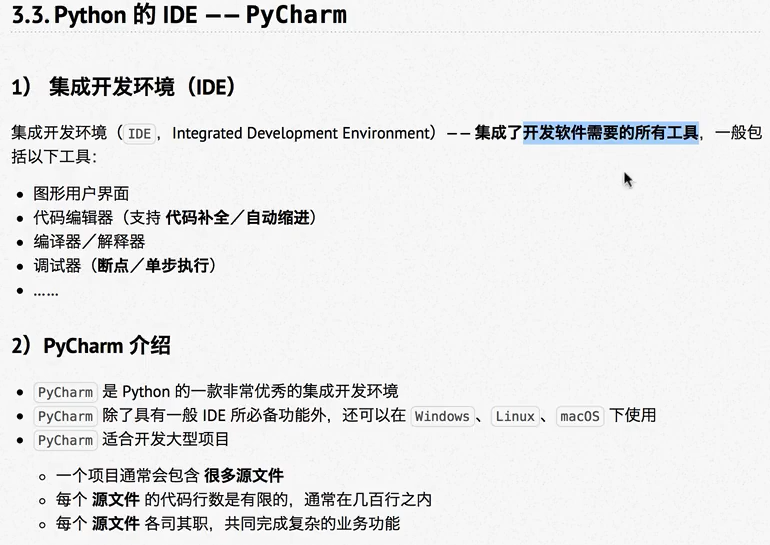 3.3. Python 的 IDE —— PyCharm
1） 集成开发环境（IDE）
集成开发环境（ IDE ，Integrated Development Environment）—— 集成了开发软件需要的所有工具，一般包
括以下工具：
• 图形用户界面
• 代码编辑器（支持 代码补全／自动缩进）
• 编译器／解释器
• 调试器（断点／单步执行）
• ……
2）PyCharm 介绍
• PyCharm 是 Python 的一款非常优秀的集成开发环境
• PyCharm 除了具有一般 IDE 所必备功能外，还可以在 Windows 、 Linux 、 macOS 下使用
• PyCharm 适合开发大型项目
◦ 一个项目通常会包含 很多源文件
◦ 每个 源文件 的代码行数是有限的，通常在几百行之内
◦ 每个 源文件 各司其职，共同完成复杂的业务功能